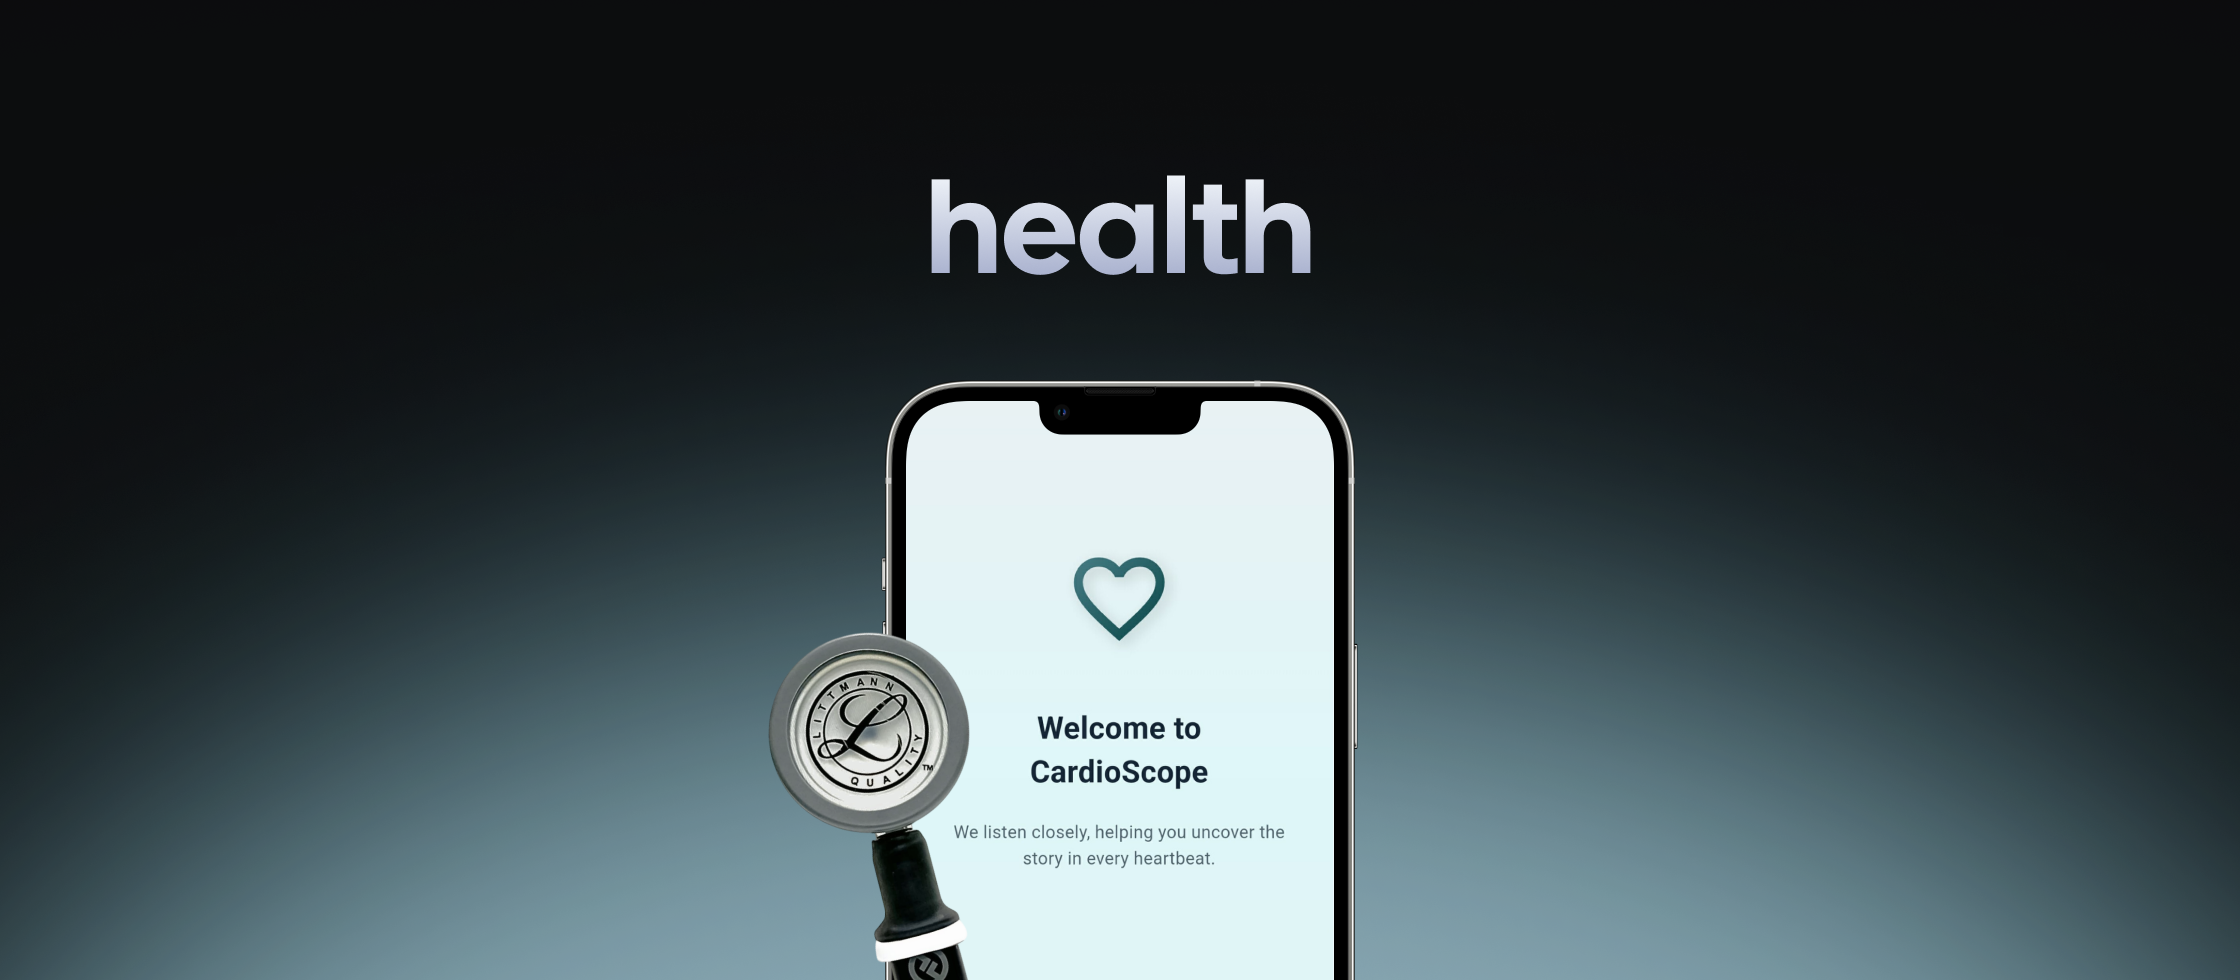 health
Welcome to
CardioScope
We listen closely, helping you uncover the
story in every heartbeat.
LITTMANN
QUALITY
TM